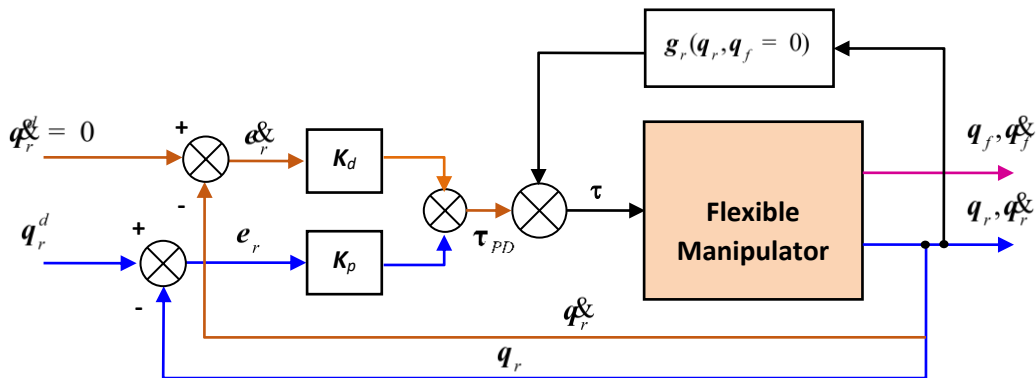 g_r(q_r, q_f = 0)
q&_r^d = 0
+
e&_r
K_d
-
q_f, q&_f
τ
Flexible
Manipulator
q_r, q&_r
q_r^d
+
e_r
K_p
τ_PD
-
q&_r
q_r